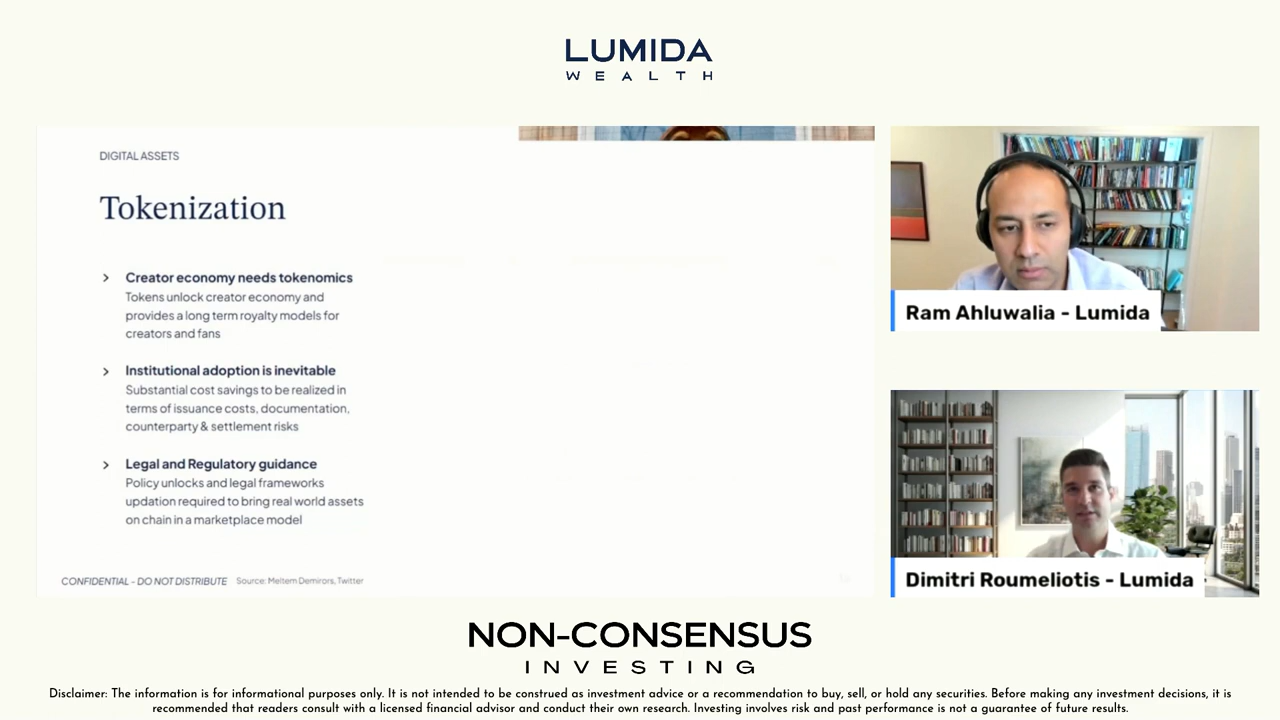 LUMIDA
WEALTH
DIGITAL ASSETS
Tokenization
Creator economy needs tokenomics
Tokens unlock creator economy and
provides a long term royalty models for
creators and fans
Institutional adoption is inevitable
Substantial cost savings to be realized in
terms of issuance costs, documentation,
counterparty & settlement risks
Legal and Regulatory guidance
Policy unlocks and legal frameworks
updation required to bring real world assets
on chain in a marketplace model
CONFIDENTIAL - DO NOT DISTRIBUTE Source: Meltem Demirors, Twitter
Ram Ahluwalia - Lumida
Dimitri Roumeliotis - Lumida
NON-CONSENSUS
INVESTING
Disclaimer: The information is for informational purposes only. It is not intended to be construed as investment advice or a recommendation to buy, sell, or hold any securities. Before making any investment decisions, it is
recommended that readers consult with a licensed financial advisor and conduct their own research. Investing involves risk and past performance is not a guarantee of future results.